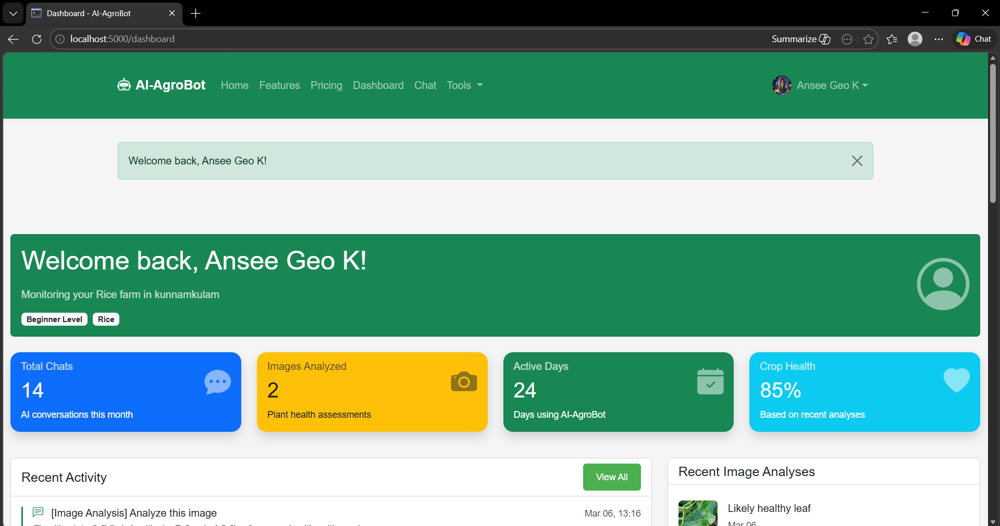 Dashboard - AI-AgroBot
localhost:5000/dashboard
Summarize
Chat
AI-AgroBot
Home
Features
Pricing
Dashboard
Chat
Tools
Ansee Geo K
Welcome back, Ansee Geo K!
Welcome back, Ansee Geo K!
Monitoring your Rice farm in kunnamkulam
Beginner Level
Rice
Total Chats
14
AI conversations this month
Images Analyzed
2
Plant health assessments
Active Days
24
Days using AI-AgroBot
Crop Health
85%
Based on recent analyses
Recent Activity
View All
[Image Analysis] Analyze this image
Mar 06, 13:16
Recent Image Analyses
Likely healthy leaf
Mar 06